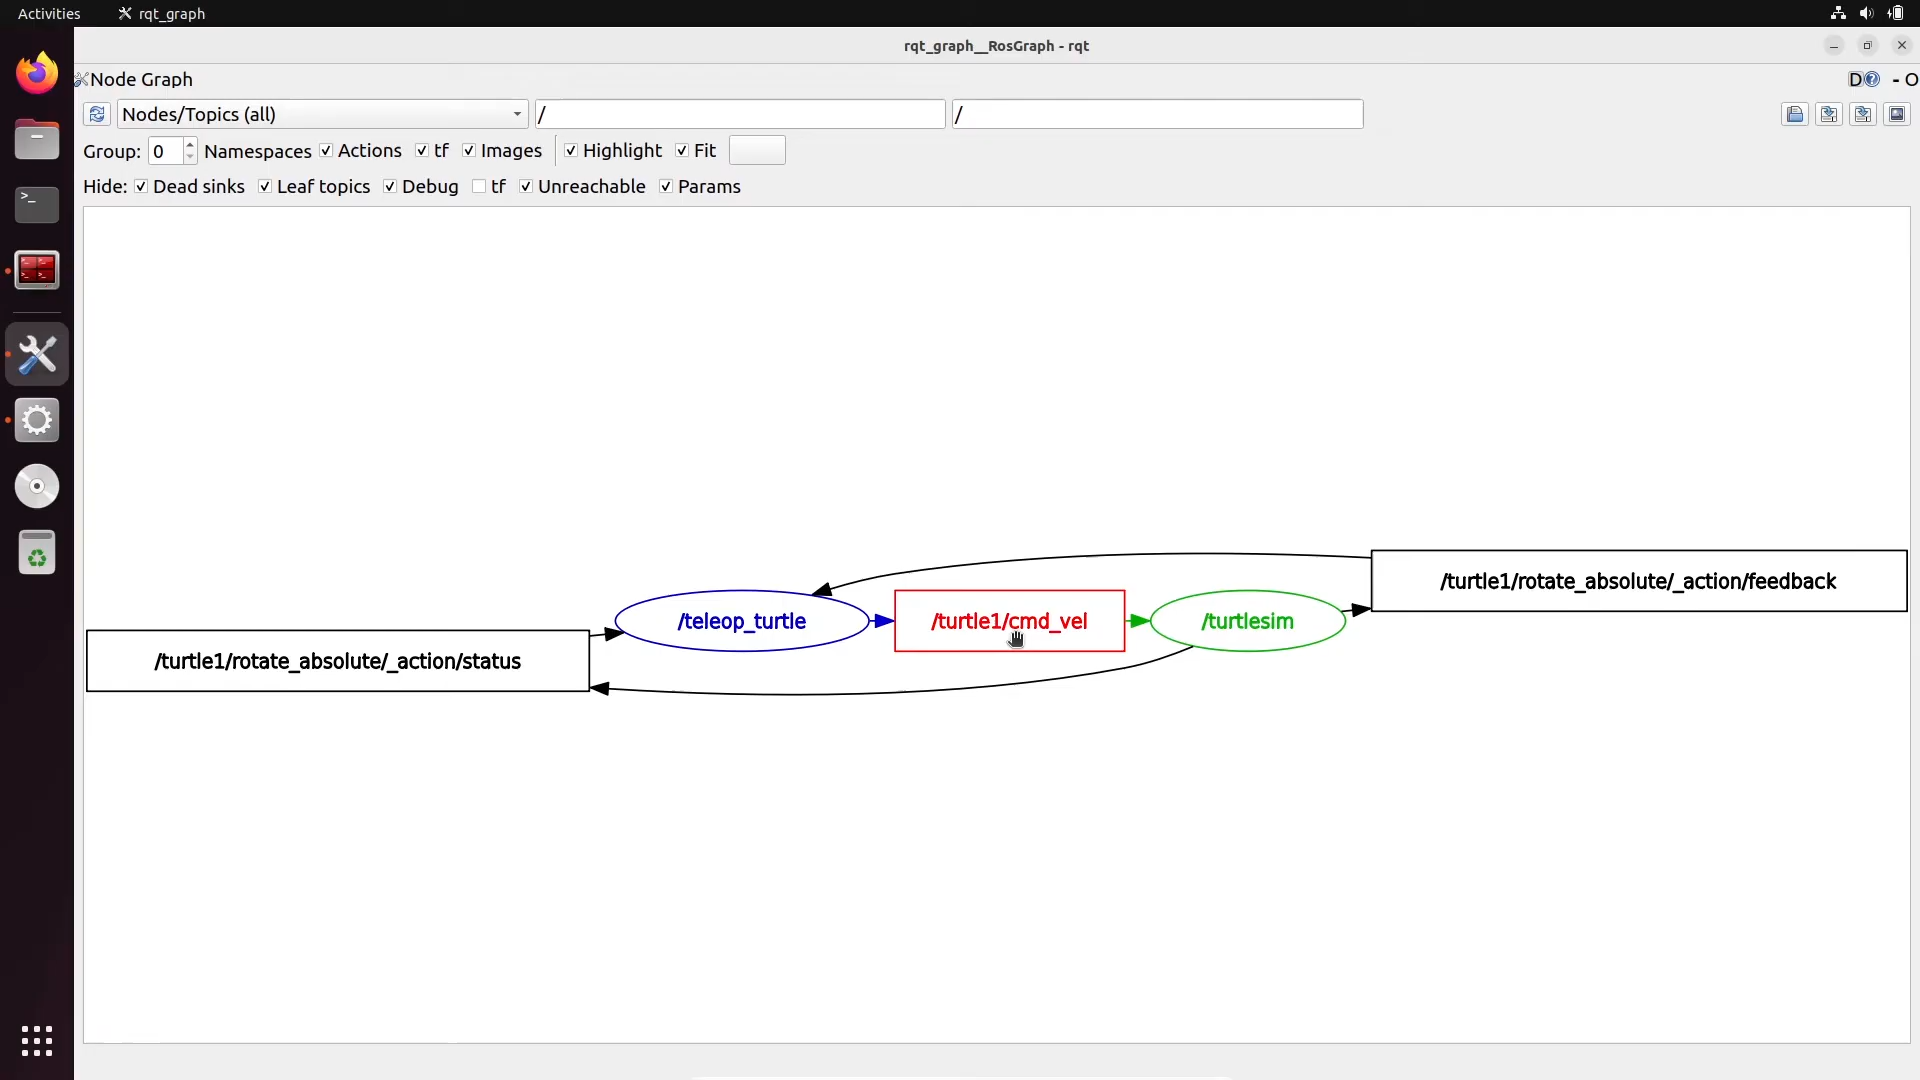 Activities rqt_graph
rqt_graph__RosGraph - rqt
Node Graph D - O
Nodes/Topics (all) / /
Group: 0 Namespaces Actions tf Images Highlight Fit
Hide: Dead sinks Leaf topics Debug tf Unreachable Params
/turtle1/rotate_absolute/_action/feedback
/teleop_turtle /turtle1/cmd_vel /turtlesim
/turtle1/rotate_absolute/_action/status